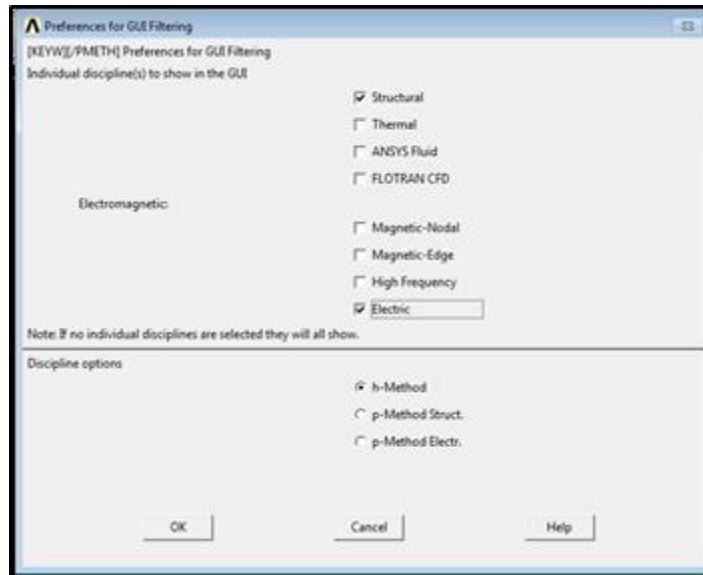 Preferences for GUI Filtering
[KEYW][/PMETH] Preferences for GUI Filtering
Individual discipline(s) to show in the GUI
Structural
Thermal
ANSYS Fluid
FLOTRAN CFD
Electromagnetic:
Magnetic-Nodal
Magnetic-Edge
High Frequency
Electric
Note: If no individual disciplines are selected they will all show.
Discipline options
h-Method
p-Method Struct.
p-Method Electr.
OK Cancel Help